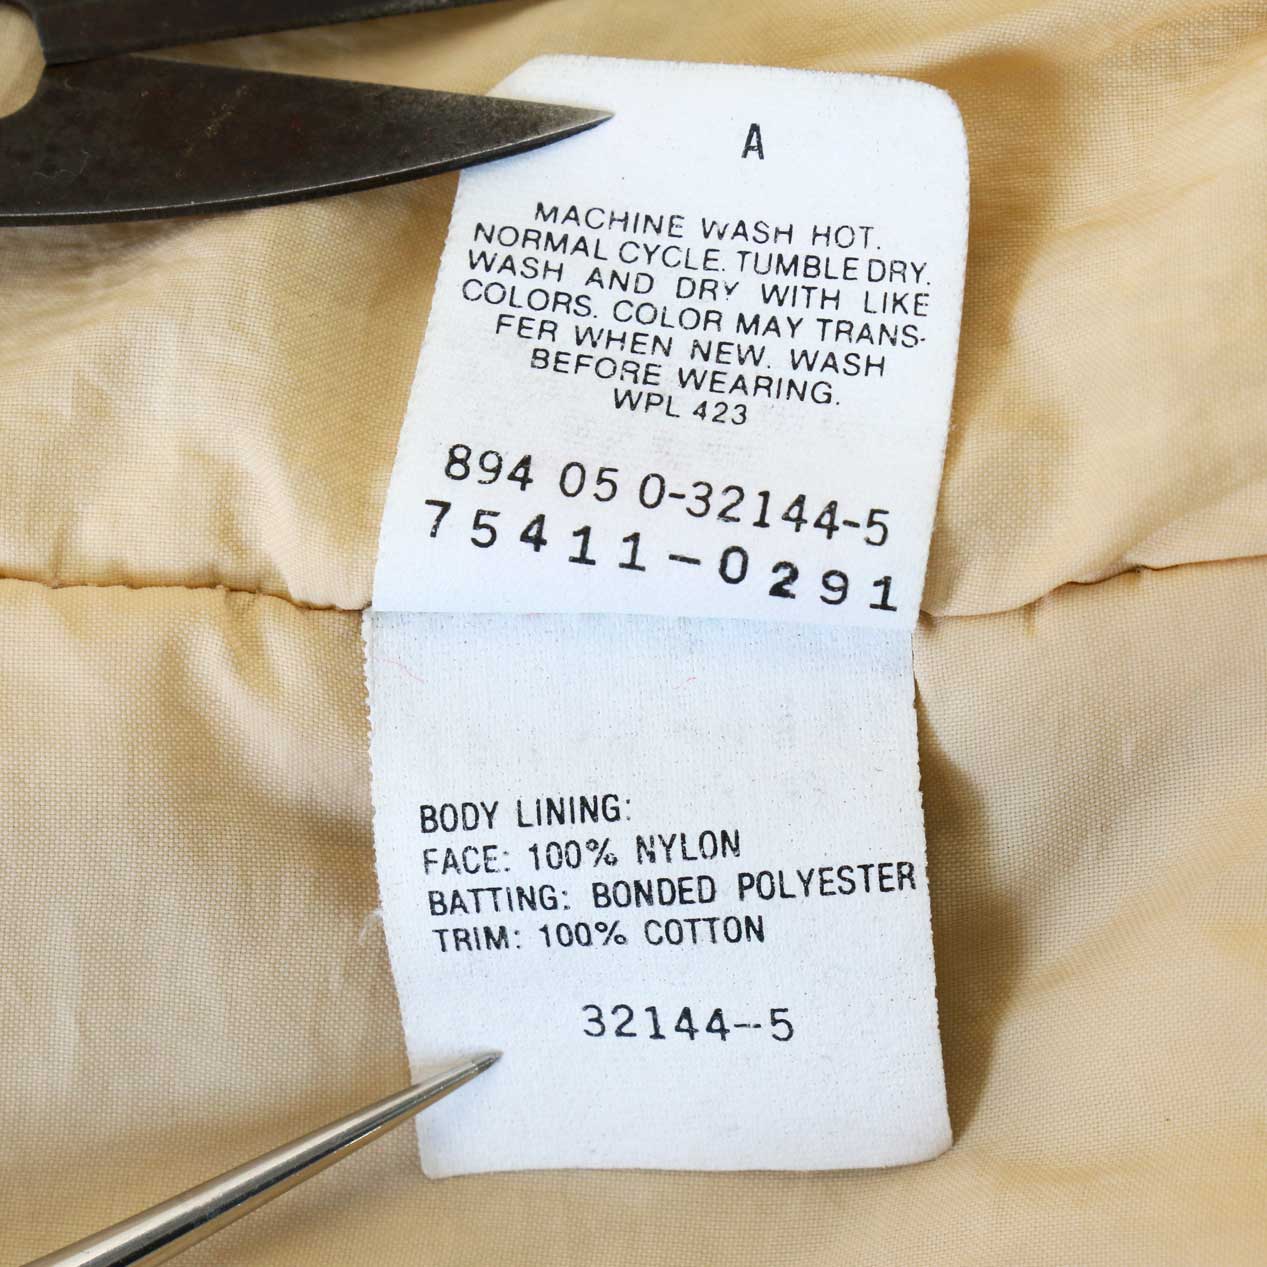 A
MACHINE WASH HOT.
NORMAL CYCLE. TUMBLE DRY.
WASH AND DRY WITH LIKE
COLORS. COLOR MAY TRANS-
FER WHEN NEW. WASH
BEFORE WEARING.
WPL 423
894 05 0-32144-5
75411-0291
BODY LINING:
FACE: 100% NYLON
BATTING: BONDED POLYESTER
TRIM: 100% COTTON
32144--5